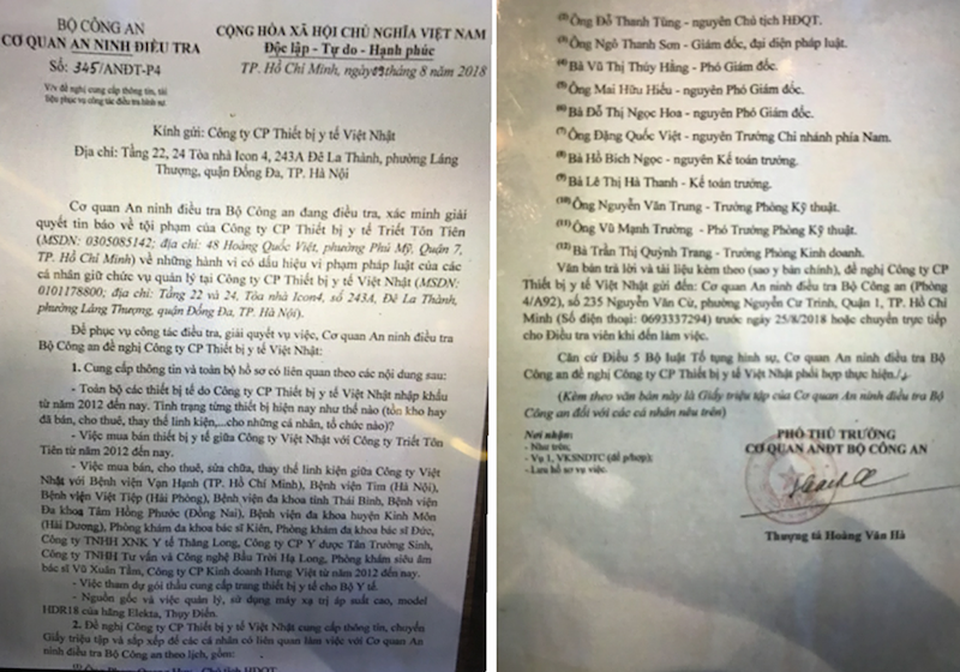 BỘ CÔNG AN
CƠ QUAN AN NINH ĐIỀU TRA
Số: 345/ANĐT-P4
V/v đề nghị cung cấp thông tin, tài
liệu phục vụ công tác điều tra hình sự.
CỘNG HÒA XÃ HỘI CHỦ NGHĨA VIỆT NAM
Độc lập - Tự do - Hạnh phúc
TP. Hồ Chí Minh, ngày tháng 8 năm 2018
Kính gửi: Công ty CP Thiết bị y tế Việt Nhật
Địa chỉ: Tầng 22, 24 Tòa nhà Icon 4, 243A Đê La Thành, phường Láng
Thượng, quận Đống Đa, TP. Hà Nội
Cơ quan An ninh điều tra Bộ Công an đang điều tra, xác minh giải
quyết tin báo về tội phạm của Công ty CP Thiết bị y tế Triết Tôn Tiên
(MSDN: 0305085142; địa chỉ: 48 Hoàng Quốc Việt, phường Phú Mỹ, Quận 7,
TP. Hồ Chí Minh) về những hành vi có dấu hiệu vi phạm pháp luật của các
cá nhân giữ chức vụ quản lý tại Công ty CP Thiết bị y tế Việt Nhật (MSDN:
0101178800; địa chỉ: Tầng 22 và 24, Tòa nhà Icon4, số 243A, Đê La Thành,
phường Láng Thượng, quận Đống Đa, TP. Hà Nội).
Để phục vụ công tác điều tra, giải quyết vụ việc, Cơ quan An ninh điều tra
Bộ Công an đề nghị Công ty CP Thiết bị y tế Việt Nhật:
1. Cung cấp thông tin và toàn bộ hồ sơ có liên quan theo các nội dung sau:
- Toàn bộ các thiết bị y tế do Công ty CP Thiết bị y tế Việt Nhật nhập khẩu
từ năm 2012 đến nay. Tình trạng từng thiết bị hiện nay như thế nào (tồn kho hay
đã bán, cho thuê, thay thế linh kiện,...cho những cá nhân, tổ chức nào)?
- Việc mua bán thiết bị y tế giữa Công ty Việt Nhật với Công ty Triết Tôn
Tiên từ năm 2012 đến nay.
- Việc mua bán, cho thuê, sửa chữa, thay thế linh kiện giữa Công ty Việt
Nhật với Bệnh viện Vạn Hạnh (TP. Hồ Chí Minh), Bệnh viện Tim (Hà Nội),
Bệnh viện Việt Tiệp (Hải Phòng), Bệnh viện đa khoa tỉnh Thái Bình, Bệnh viện
Đa khoa Tâm Hồng Phước (Đồng Nai), Bệnh viện đa khoa huyện Kinh Môn
(Hải Dương), Phòng khám đa khoa bác sĩ Kiên, Phòng khám đa khoa bác sĩ Đức,
Công ty TNHH XNK Y tế Thăng Long, Công ty CP Y dược Tân Trường Sinh,
Công ty TNHH Tư vấn và Công nghệ Bầu Trời Hạ Long, Phòng khám siêu âm
bác sĩ Vũ Xuân Tằm, Công ty CP Kinh doanh Hưng Việt từ năm 2012 đến nay.
- Việc tham dự gói thầu cung cấp trang thiết bị y tế cho Bộ Y tế.
- Nguồn gốc và việc quản lý, sử dụng máy xạ trị áp suất cao, model
HDR18 của hãng Elekta, Thụy Điển.
2. Đề nghị Công ty CP Thiết bị y tế Việt Nhật cung cấp thông tin, chuyển
Giấy triệu tập và sắp xếp để các cá nhân có liên quan làm việc với Cơ quan An
ninh điều tra Bộ Công an theo lịch, gồm:
Chủ tịch HĐQT.
(2) Ông Đỗ Thanh Tùng - nguyên Chủ tịch HĐQT.
(3) Ông Ngô Thanh Sơn - Giám đốc, đại diện pháp luật.
(4) Bà Vũ Thị Thúy Hằng - Phó Giám đốc.
(5) Ông Mai Hữu Hiếu - nguyên Phó Giám đốc.
(6) Bà Đỗ Thị Ngọc Hoa - nguyên Phó Giám đốc.
(7) Ông Đặng Quốc Việt - nguyên Trưởng Chi nhánh phía Nam.
(8) Bà Hồ Bích Ngọc - nguyên Kế toán trưởng.
(9) Bà Lê Thị Hà Thanh - Kế toán trưởng.
(10) Ông Nguyễn Văn Trung - Trưởng Phòng Kỹ thuật.
(11) Ông Vũ Mạnh Trường - Phó Trưởng Phòng Kỹ thuật.
(12) Bà Trần Thị Quỳnh Trang - Trưởng Phòng Kinh doanh.
Văn bản trả lời và tài liệu kèm theo (sao y bản chính), đề nghị Công ty CP
Thiết bị y tế Việt Nhật gửi đến: Cơ quan An ninh điều tra Bộ Công an (Phòng
4/A92), số 235 Nguyễn Văn Cừ, phường Nguyễn Cư Trinh, Quận 1, TP. Hồ Chí
Minh (Số điện thoại: 0693337294) trước ngày 25/8/2018 hoặc chuyển trực tiếp
cho Điều tra viên khi đến làm việc.
Căn cứ Điều 5 Bộ luật Tố tụng hình sự, Cơ quan An ninh điều tra Bộ
Công an đề nghị Công ty CP Thiết bị y tế Việt Nhật phối hợp thực hiện./.
(Kèm theo văn bản này là Giấy triệu tập của Cơ quan An ninh điều tra Bộ
Công an đối với các cá nhân nêu trên)
Nơi nhận:
- Như trên;
- Vụ 1, VKSNDTC (để p/hợp);
- Lưu hồ sơ vụ việc.
PHÓ THỦ TRƯỞNG
CƠ QUAN ANĐT BỘ CÔNG AN
Thượng tá Hoàng Văn Hà